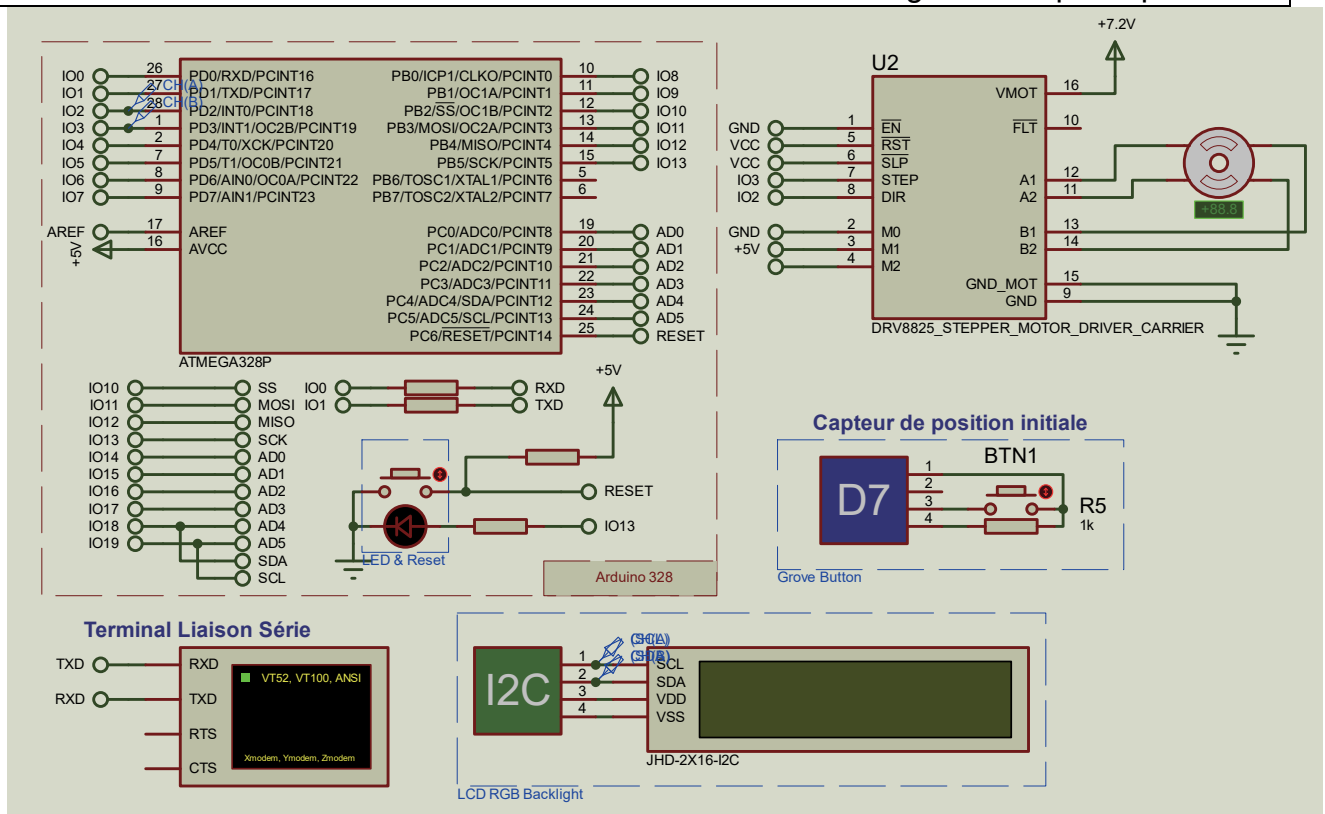 +7.2V
26
IO0
PD0/RXD/PCINT16
27
IO1
PD1/TXD/PCINT17
CH(A)
28
IO2
PD2/INT0/PCINT18
CH(B)
1
IO3
PD3/INT1/OC2B/PCINT19
2
IO4
PD4/T0/XCK/PCINT20
7
IO5
PD5/T1/OC0B/PCINT21
8
IO6
PD6/AIN0/OC0A/PCINT22
9
IO7
PD7/AIN1/PCINT23
17
AREF
AREF
16
+5V
AVCC
10
PB0/ICP1/CLKO/PCINT0
IO8
11
PB1/OC1A/PCINT1
IO9
12
PB2/SS/OC1B/PCINT2
IO10
13
PB3/MOSI/OC2A/PCINT3
IO11
14
PB4/MISO/PCINT4
IO12
15
PB5/SCK/PCINT5
IO13
5
PB6/TOSC1/XTAL1/PCINT6
6
PB7/TOSC2/XTAL2/PCINT7
19
PC0/ADC0/PCINT8
AD0
20
PC1/ADC1/PCINT9
AD1
21
PC2/ADC2/PCINT10
AD2
22
PC3/ADC3/PCINT11
AD3
23
PC4/ADC4/SDA/PCINT12
AD4
24
PC5/ADC5/SCL/PCINT13
AD5
25
PC6/RESET/PCINT14
RESET
ATMEGA328P
U2
VMOT
16
GND
1
EN
FLT
10
VCC
5
RST
VCC
6
SLP
IO3
7
STEP
A1
12
IO2
8
DIR
A2
11
+88.8
GND
2
M0
B1
13
+5V
3
M1
B2
14
4
M2
GND_MOT
15
GND
9
DRV8825_STEPPER_MOTOR_DRIVER_CARRIER
IO10 SS
IO11 MOSI
IO12 MISO
IO13 SCK
IO14 AD0
IO15 AD1
IO16 AD2
IO17 AD3
IO18 AD4
IO19 AD5
SDA
SCL
IO0 RXD
IO1 TXD
+5V
RESET
IO13
LED & Reset
Arduino 328
Capteur de position initiale
D7
1
2
3
4
BTN1
R5
1k
Grove Button
Terminal Liaison Série
TXD RXD
RXD TXD
RTS
CTS
VT52, VT100, ANSI
Xmodem, Ymodem, Zmodem
I2C
1
SCL
2
SDA
3
VDD
4
VSS
JHD-2X16-I2C
LCD RGB Backlight